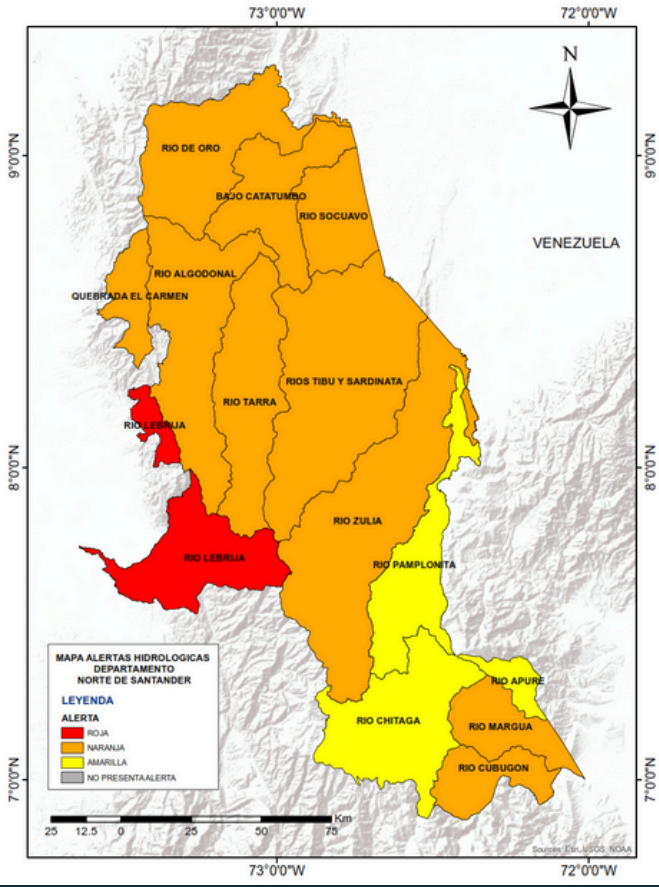 73°0'0"W
72°0'0"W
N
9°0'0"N
9°0'0"N
RIO DE ORO
BAJO CATATUMBO
RIO SOCUAVO
VENEZUELA
RIO ALGODONAL
QUEBRADA EL CARMEN
RIOS TIBU Y SARDINATA
RIO TARRA
RIO LEBRIJA
8°0'0"N
8°0'0"N
RIO ZULIA
RIO LEBRIJA
RIO PAMPLONITA
MAPA ALERTAS HIDROLOGICAS
DEPARTAMENTO
NORTE DE SANTANDER
LEYENDA
ALERTA
ROJA
NARANJA
AMARILLA
NO PRESENTA ALERTA
RIO APURE
RIO CHITAGA
RIO MARGUA
RIO CUBUGON
7°0'0"N
7°0'0"N
25 12.5 0 25 50 75 Km
Sources: Esri, USGS, NOAA
73°0'0"W
72°0'0"W